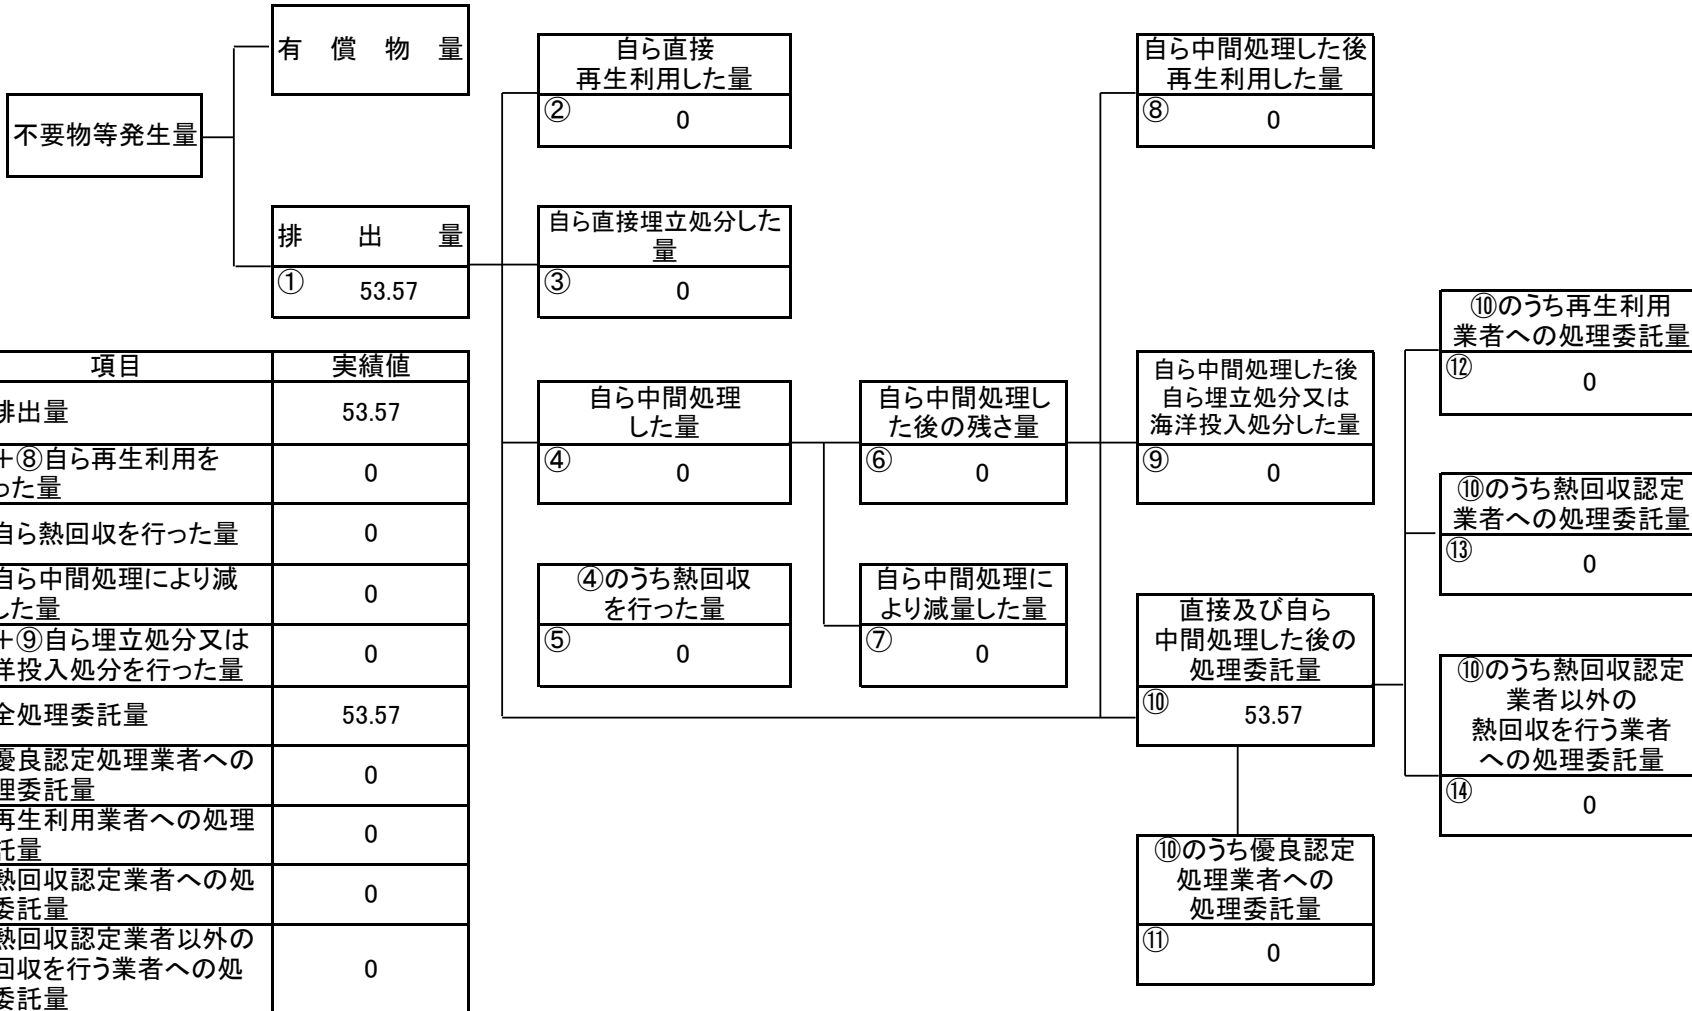 有償物量
不要物等発生量
排出量
①
53.57
自ら直接
再生利用した量
②
0
自ら直接埋立処分した
量
③
0
自ら中間処理
した量
④
0
④のうち熱回収
を行った量
⑤
0
自ら中間処理し
た後の残さ量
⑥
0
自ら中間処理に
より減量した量
⑦
0
自ら中間処理した後
再生利用した量
⑧
0
自ら中間処理した後
自ら埋立処分又は
海洋投入処分した量
⑨
0
直接及び自ら
中間処理した後の
処理委託量
⑩
53.57
⑩のうち優良認定
処理業者への
処理委託量
⑪
0
⑩のうち再生利用
業者への処理委託量
⑫
0
⑩のうち熱回収認定
業者への処理委託量
⑬
0
⑩のうち熱回収認定
業者以外の
熱回収を行う業者
への処理委託量
⑭
0
項目 実績値
排出量 53.57
+⑧自ら再生利用を
った量
0
自ら熱回収を行った量 0
自ら中間処理により減
した量
0
+⑨自ら埋立処分又は
洋投入処分を行った量
0
全処理委託量 53.57
優良認定処理業者への
理委託量
0
再生利用業者への処理
託量
0
熱回収認定業者への処
委託量
0
熱回収認定業者以外の
回収を行う業者への処
委託量
0